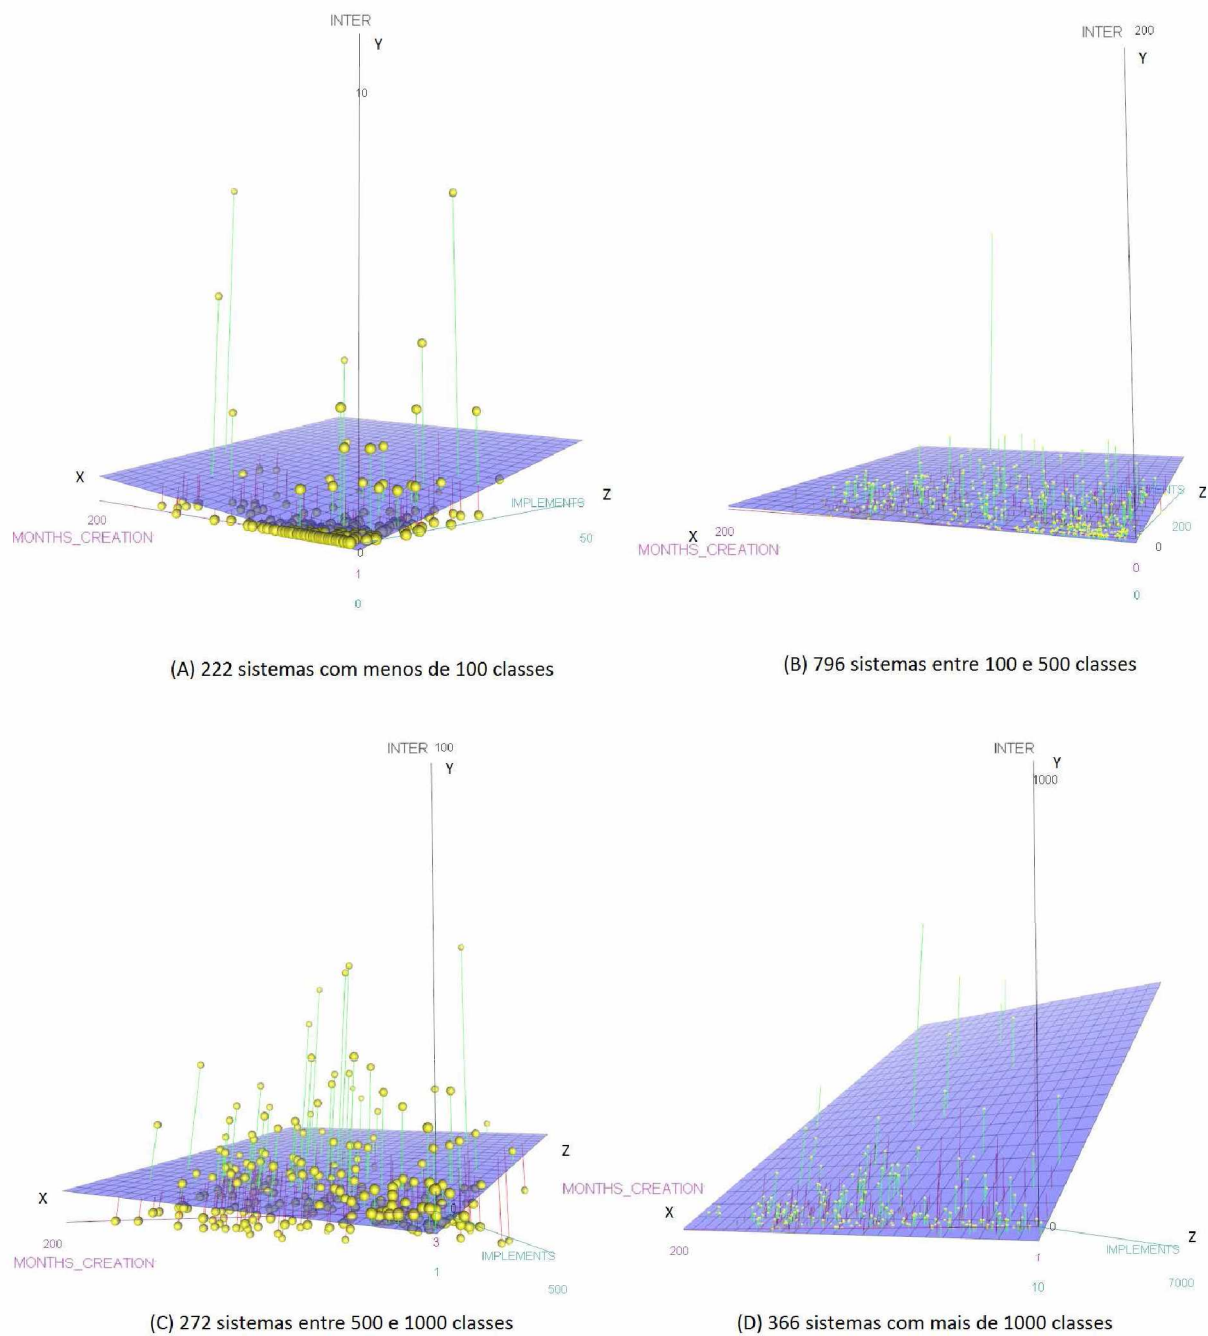 INTER
Y
10
X
200
MONTHS_CREATION
IMPLEMENTS
Z
50
0
1
0
(A) 222 sistemas com menos de 100 classes
INTER 200
Y
X
200
MONTHS_CREATION
Z
200
0
0
0
(B) 796 sistemas entre 100 e 500 classes
INTER 100
Y
X
Z
200
MONTHS_CREATION
0
3
1
IMPLEMENTS
500
(C) 272 sistemas entre 500 e 1000 classes
INTER
Y
1000
MONTHS_CREATION
X
200
0
Z
IMPLEMENTS
1
10
7000
(D) 366 sistemas com mais de 1000 classes